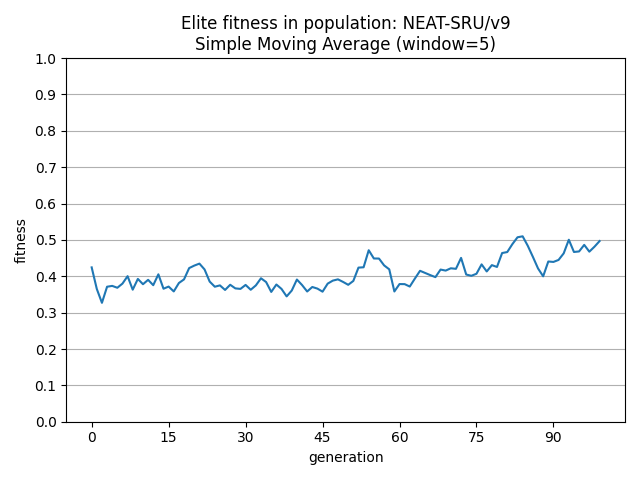 Elite fitness in population: NEAT-SRU/v9
Simple Moving Average (window=5)
1.0
0.9
0.8
0.7
0.6
0.5
0.4
0.3
0.2
0.1
0.0
fitness
0 15 30 45 60 75 90
generation